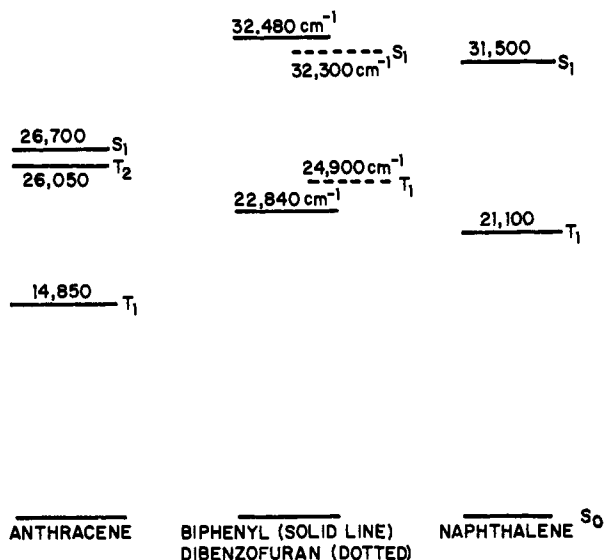 32,480 cm⁻¹
S₁
32,300 cm⁻¹
31,500
S₁
26,700 S₁
T₂
26,050
24,900 cm⁻¹
T₁
22,840 cm⁻¹
21,100
T₁
14,850
T₁
S₀
ANTHRACENE BIPHENYL (SOLID LINE) NAPHTHALENE
DIBENZOFURAN (DOTTED)